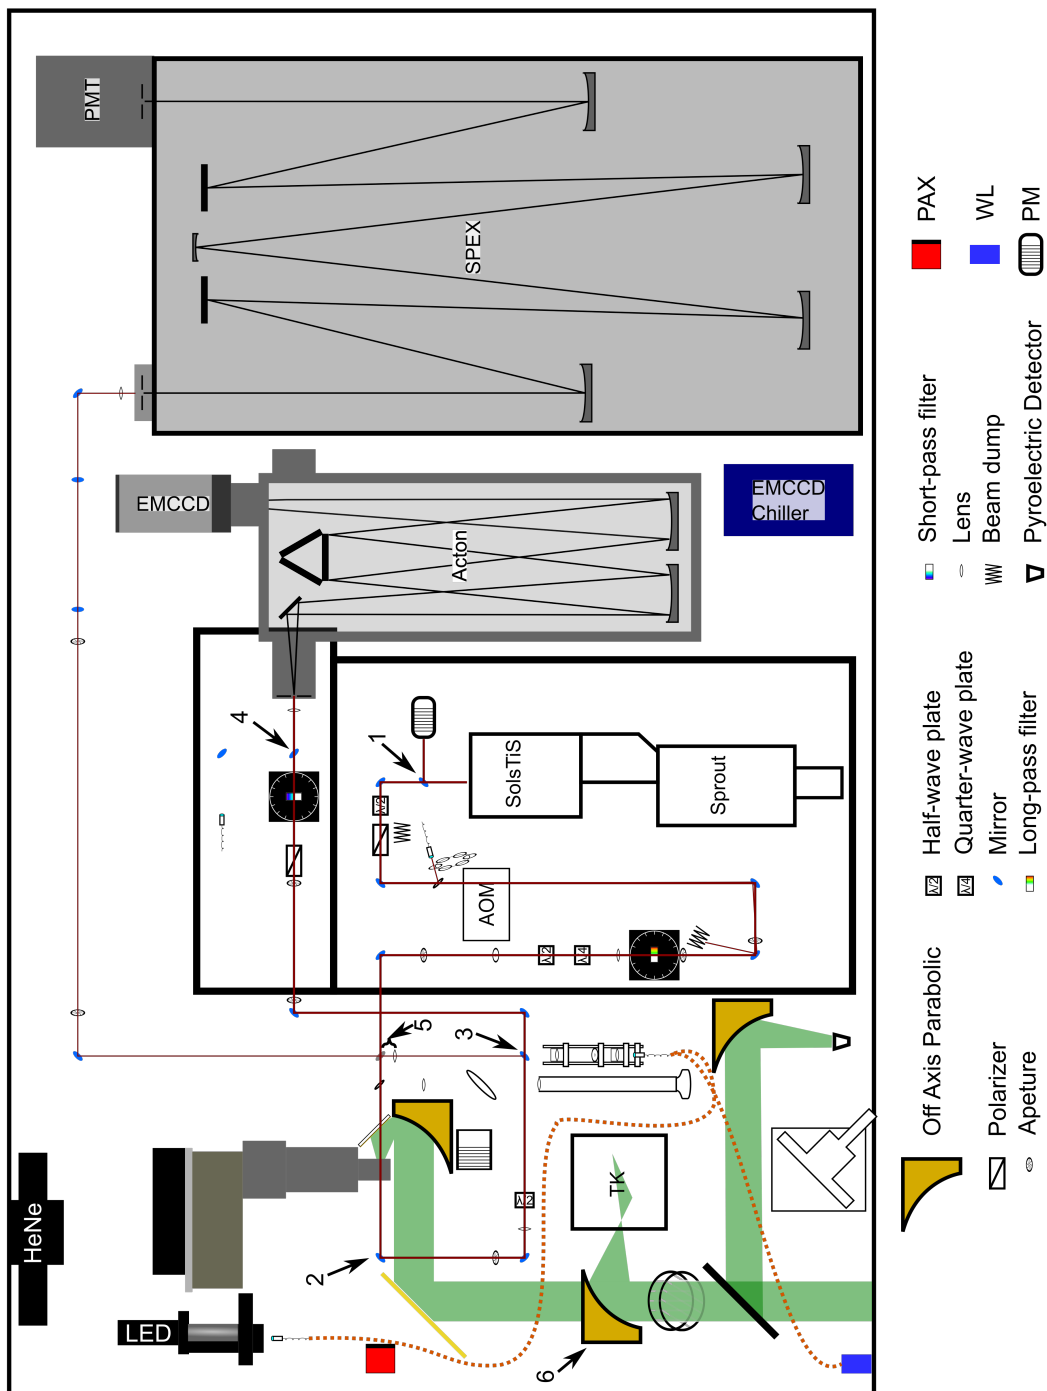 PMT
SPEX
EMCCD
Acton
EMCCD
Chiller
4
1
SolsTiS
Sprout
λ/2
AOM
λ/2
λ/4
5
3
λ/2
TK
2
6
HeNe
LED
Off Axis Parabolic
Polarizer
Apeture
λ/2 Half-wave plate
λ/4 Quarter-wave plate
Mirror
Long-pass filter
Short-pass filter
Lens
Beam dump
Pyroelectric Detector
PAX
WL
PM